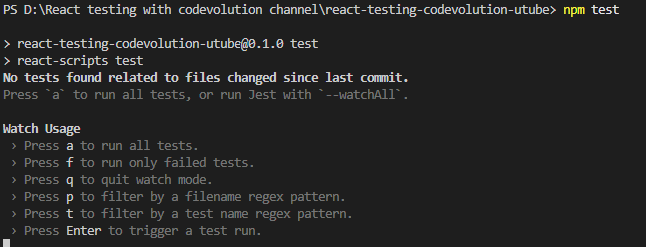 PS D:\React testing with codevolution channel\react-testing-codevolution-utube> npm test
> react-testing-codevolution-utube@0.1.0 test
> react-scripts test
No tests found related to files changed since last commit.
Press `a` to run all tests, or run Jest with `--watchAll`.
Watch Usage
› Press a to run all tests.
› Press f to run only failed tests.
› Press q to quit watch mode.
› Press p to filter by a filename regex pattern.
› Press t to filter by a test name regex pattern.
› Press Enter to trigger a test run.